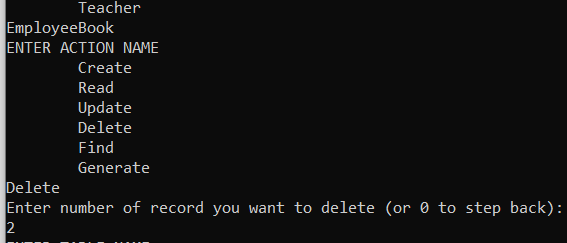 Teacher
EmployeeBook
ENTER ACTION NAME
Create
Read
Update
Delete
Find
Generate
Delete
Enter number of record you want to delete (or 0 to step back):
2